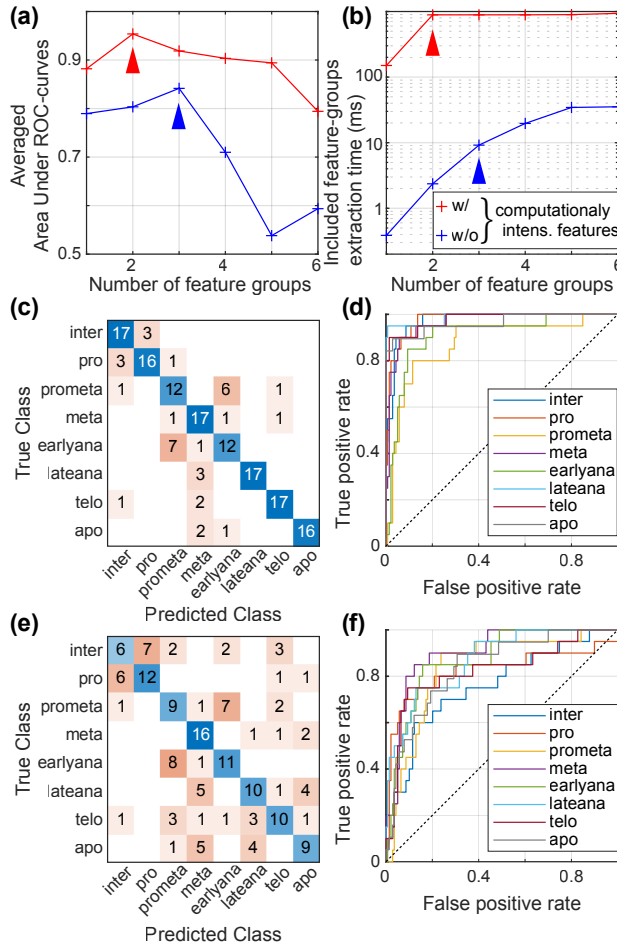 (a)
Averaged
Area Under ROC-curves
0.9
0.7
0.5
2
4
6
Number of feature groups
(b)
Included feature-groups
extraction time (ms)
1000
100
10
1
w/
w/o
computationaly
intens. features
2
4
6
Number of feature groups
(c)
True Class
inter 17 3
pro 3 16 1
prometa 1 12 6 1
meta 1 17 1 1
earlyana 7 1 12
lateana 3 17
telo 1 2 17
apo 2 1 16
inter pro prometa meta earlyana lateana telo apo
Predicted Class
(d)
True positive rate
1
0.8
0.4
0
inter
pro
prometa
meta
earlyana
lateana
telo
apo
0 0.4 0.8
False positive rate
(e)
True Class
inter 6 7 2 2 3
pro 6 12 1 1
prometa 1 9 1 7 2
meta 16 1 1 2
earlyana 8 1 11
lateana 5 10 1 4
telo 1 3 1 1 3 10 1
apo 1 5 4 9
inter pro prometa meta earlyana lateana telo apo
Predicted Class
(f)
True positive rate
1
0.8
0.4
0
inter
pro
prometa
meta
earlyana
lateana
telo
apo
0 0.4 0.8
False positive rate